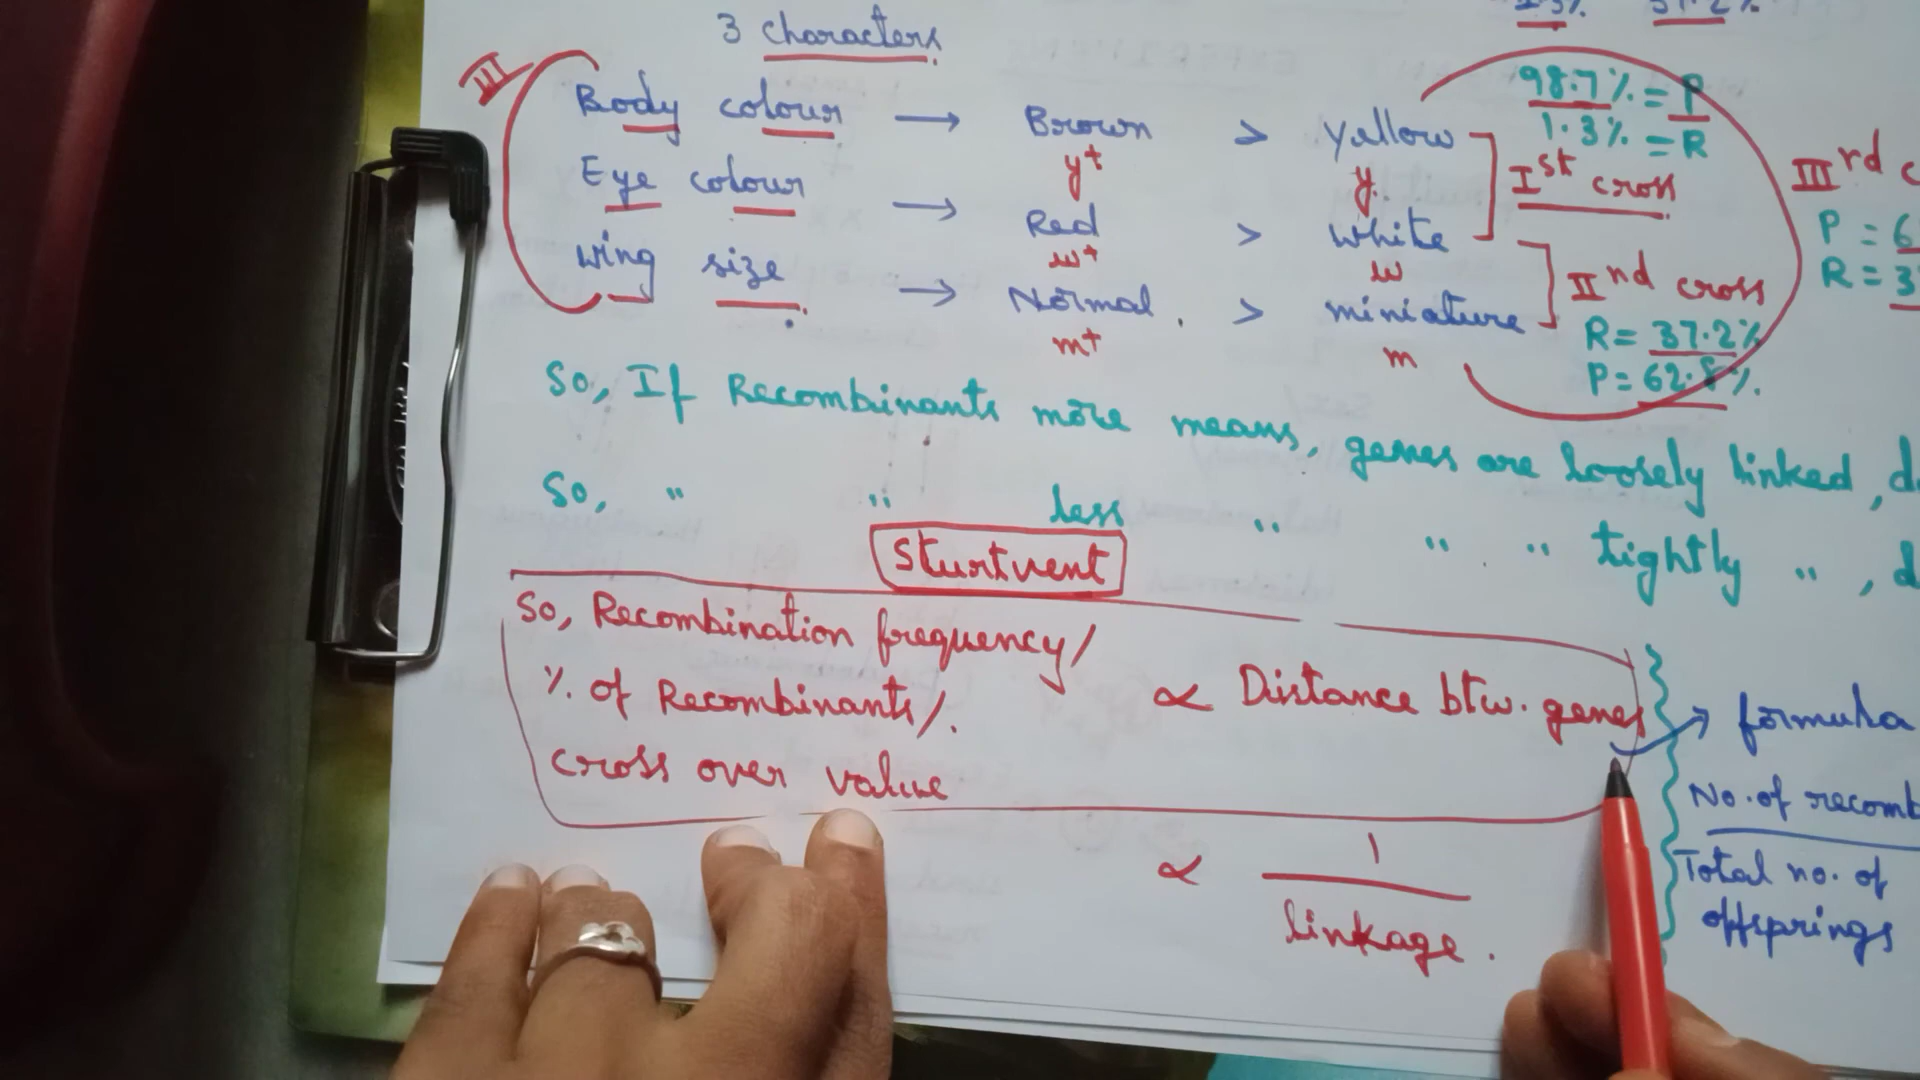 3 characters
III
Body colour → Brown > Yellow
y+ y
Eye colour → Red > White
w+ w
Wing size → Normal . > miniature
m+ m
98.7% = P
1.3% = R
Ist cross
IInd cross
R = 37.2%
P = 62.8%.
IIIrd
P =
R =
So, If Recombinants more means, genes are loosely linked,
So, " " less " " " tightly " ,
Sturtvent
So, Recombination frequency/
% of Recombinants/.
cross over value
∝ Distance btw. genes
∝ 1
linkage .
→ formula
No. of recomb
Total no. of
offsprings